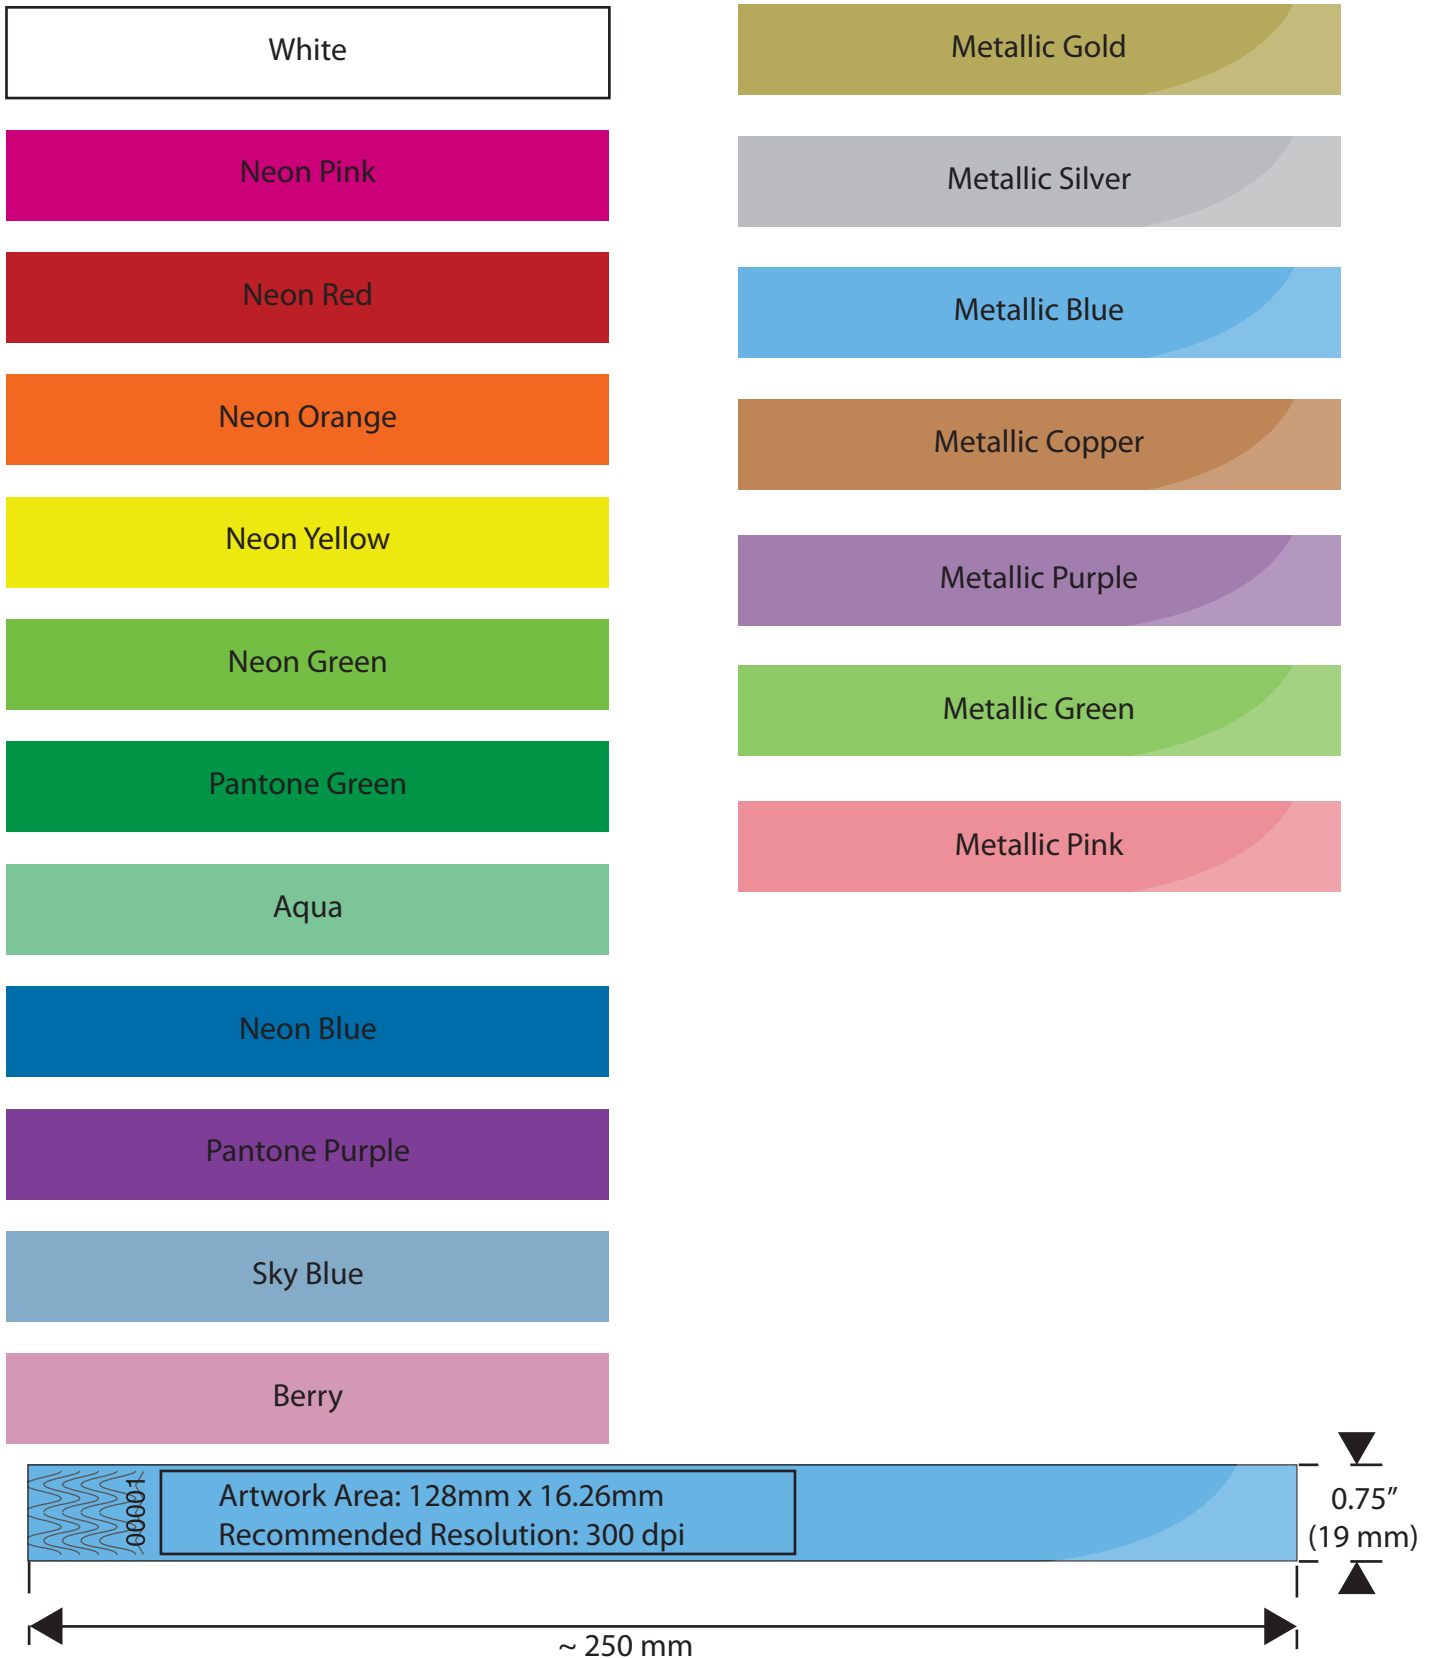 White
Neon Pink
Neon Red
Neon Orange
Neon Yellow
Neon Green
Pantone Green
Aqua
Neon Blue
Pantone Purple
Sky Blue
Berry
Metallic Gold
Metallic Silver
Metallic Blue
Metallic Copper
Metallic Purple
Metallic Green
Metallic Pink
00001
Artwork Area: 128mm x 16.26mm
Recommended Resolution: 300 dpi
0.75”
(19 mm)
~ 250 mm